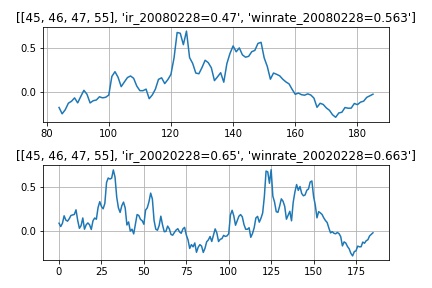 [[45, 46, 47, 55], 'ir_20080228=0.47', 'winrate_20080228=0.563']
0.5
0.0
80 100 120 140 160 180
[[45, 46, 47, 55], 'ir_20020228=0.65', 'winrate_20020228=0.663']
0.5
0.0
0 25 50 75 100 125 150 175